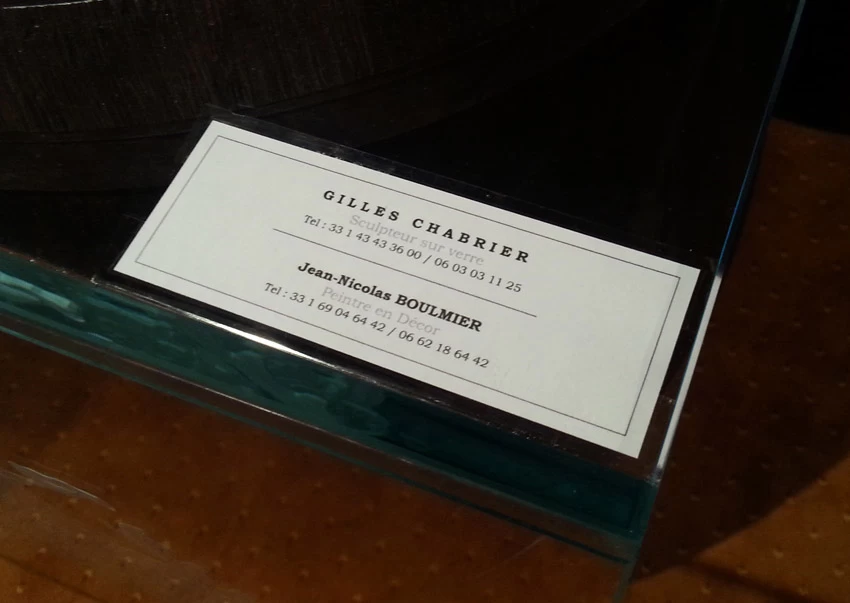 GILLES CHABRIER
Sculpteur sur verre
Tel : 33 1 43 43 36 00 / 06 03 03 11 25
Jean-Nicolas BOULMIER
Peintre en Décor
Tel : 33 1 69 04 64 42 / 06 62 18 64 42